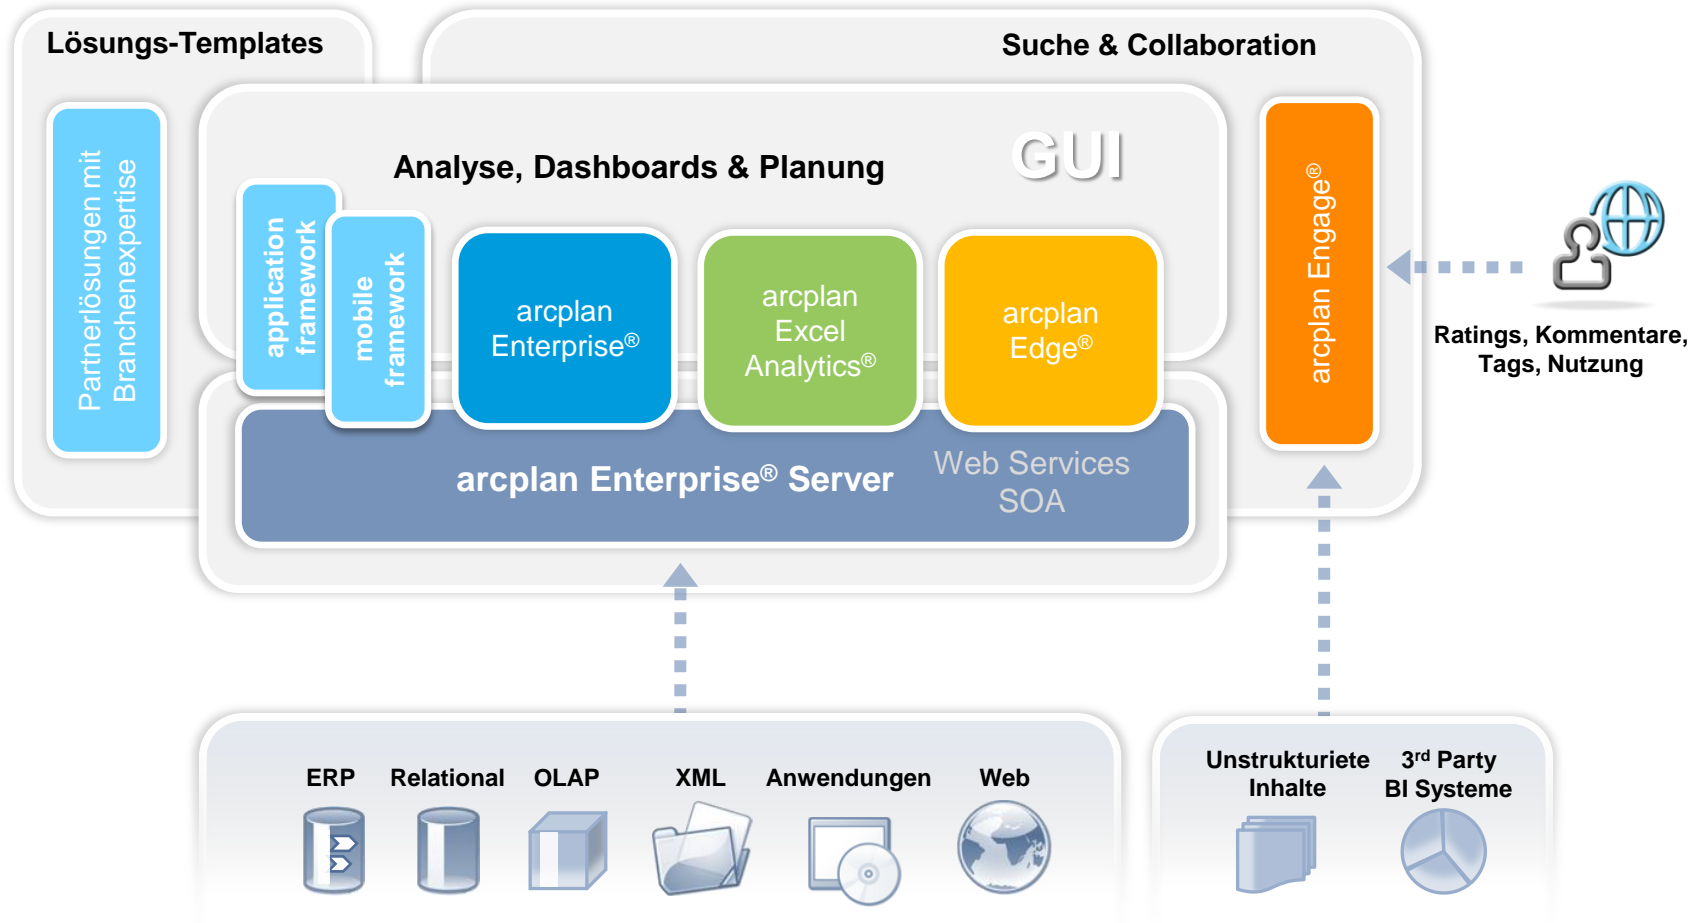 Lösungs-Templates
Suche & Collaboration
Partnerlösungen mit
Branchenexpertise
GUI
Analyse, Dashboards & Planung
application
framework
mobile
framework
arcplan
Enterprise®
arcplan
Excel
Analytics®
arcplan
Edge®
arcplan Engage®
Ratings, Kommentare,
Tags, Nutzung
arcplan Enterprise® Server
Web Services
SOA
ERP
Relational
OLAP
XML
Anwendungen
Web
Unstrukturiete
Inhalte
3rd Party
BI Systeme